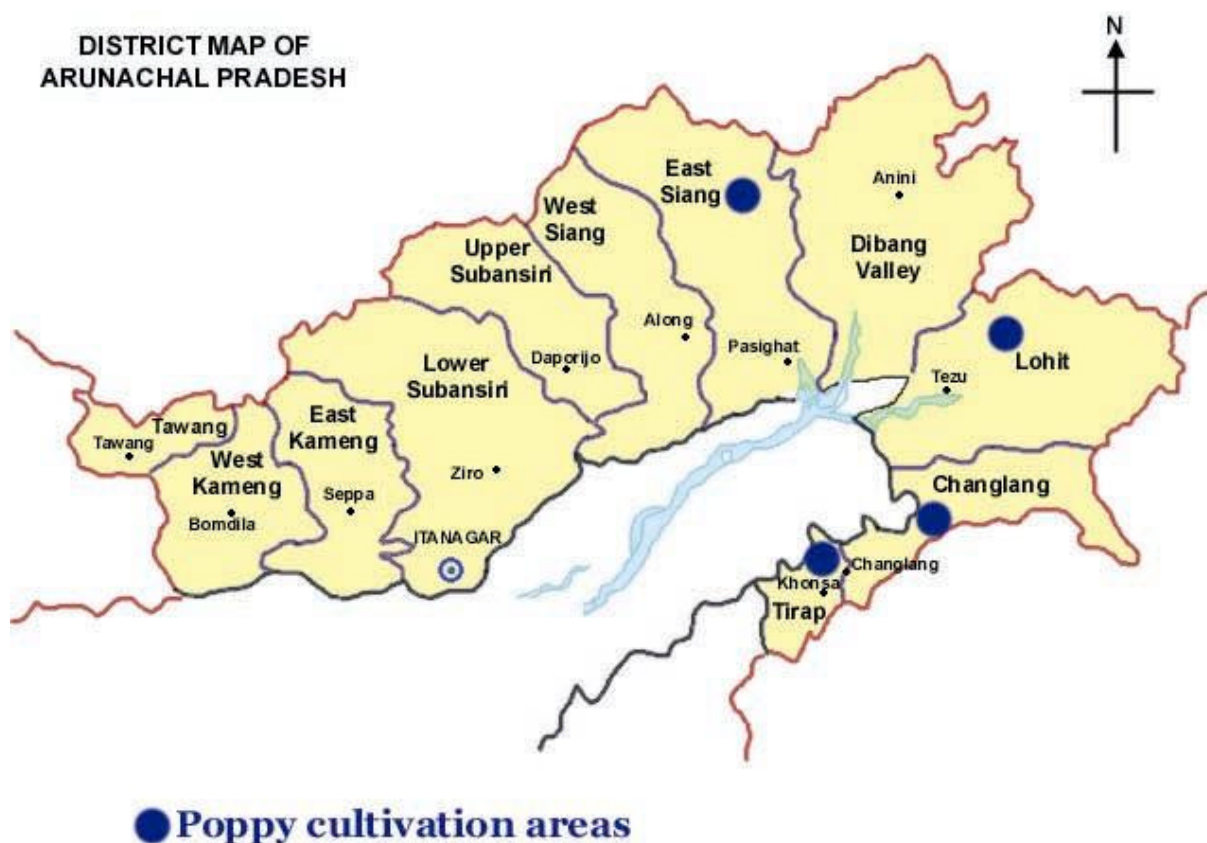 DISTRICT MAP OF
ARUNACHAL PRADESH
N
East
Siang
Anini
West
Siang
Dibang
Valley
Upper
Subansiri
Along
Pasighat
Lohit
Daporijo
Lower
Subansiri
Tezu
Tawang
Tawang
East
Kameng
West
Kameng
Ziro
Changlang
Seppa
Bomdila
ITANAGAR
Changlang
Khonsa
Tirap
Poppy cultivation areas